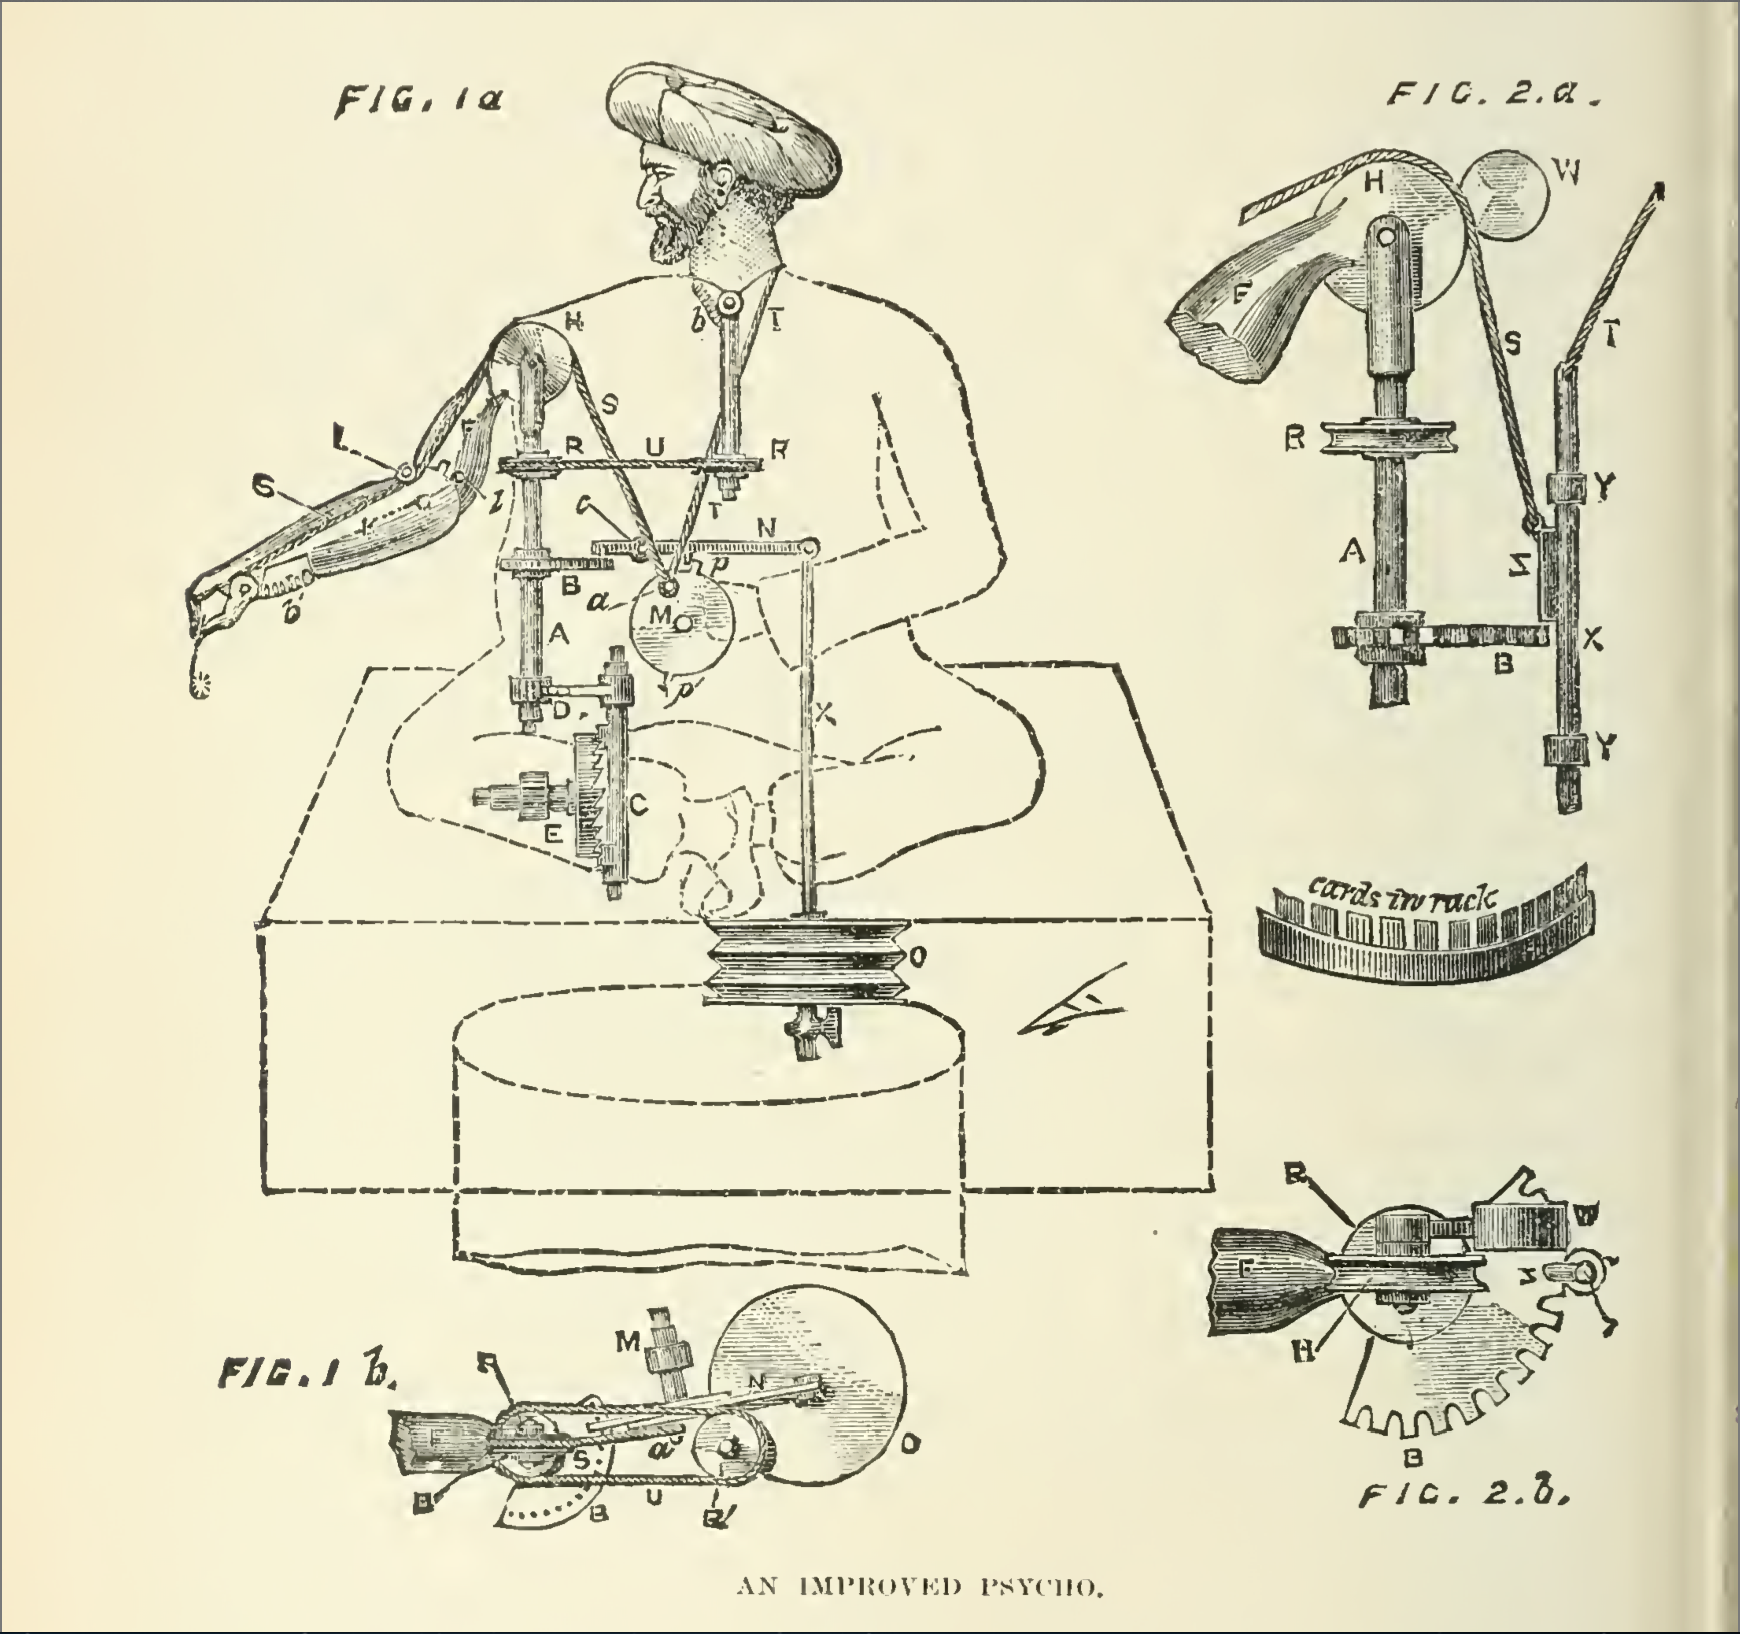 FIG. 1a
FIG. 2.a.
H
b
T
L
F
S
R
U
R
S
l
c
T
N
B
p
a
M
b'
A
p'
D.
X
C
E
O
H
W
F
S
T
R
Y
A
X
B
Y
cards in rack
R
W
F
H
B
FIG. 2.b.
FIG. 1 b.
M
N
a
S
O
B
U
B
R'
AN IMPROVED PSYCHO.